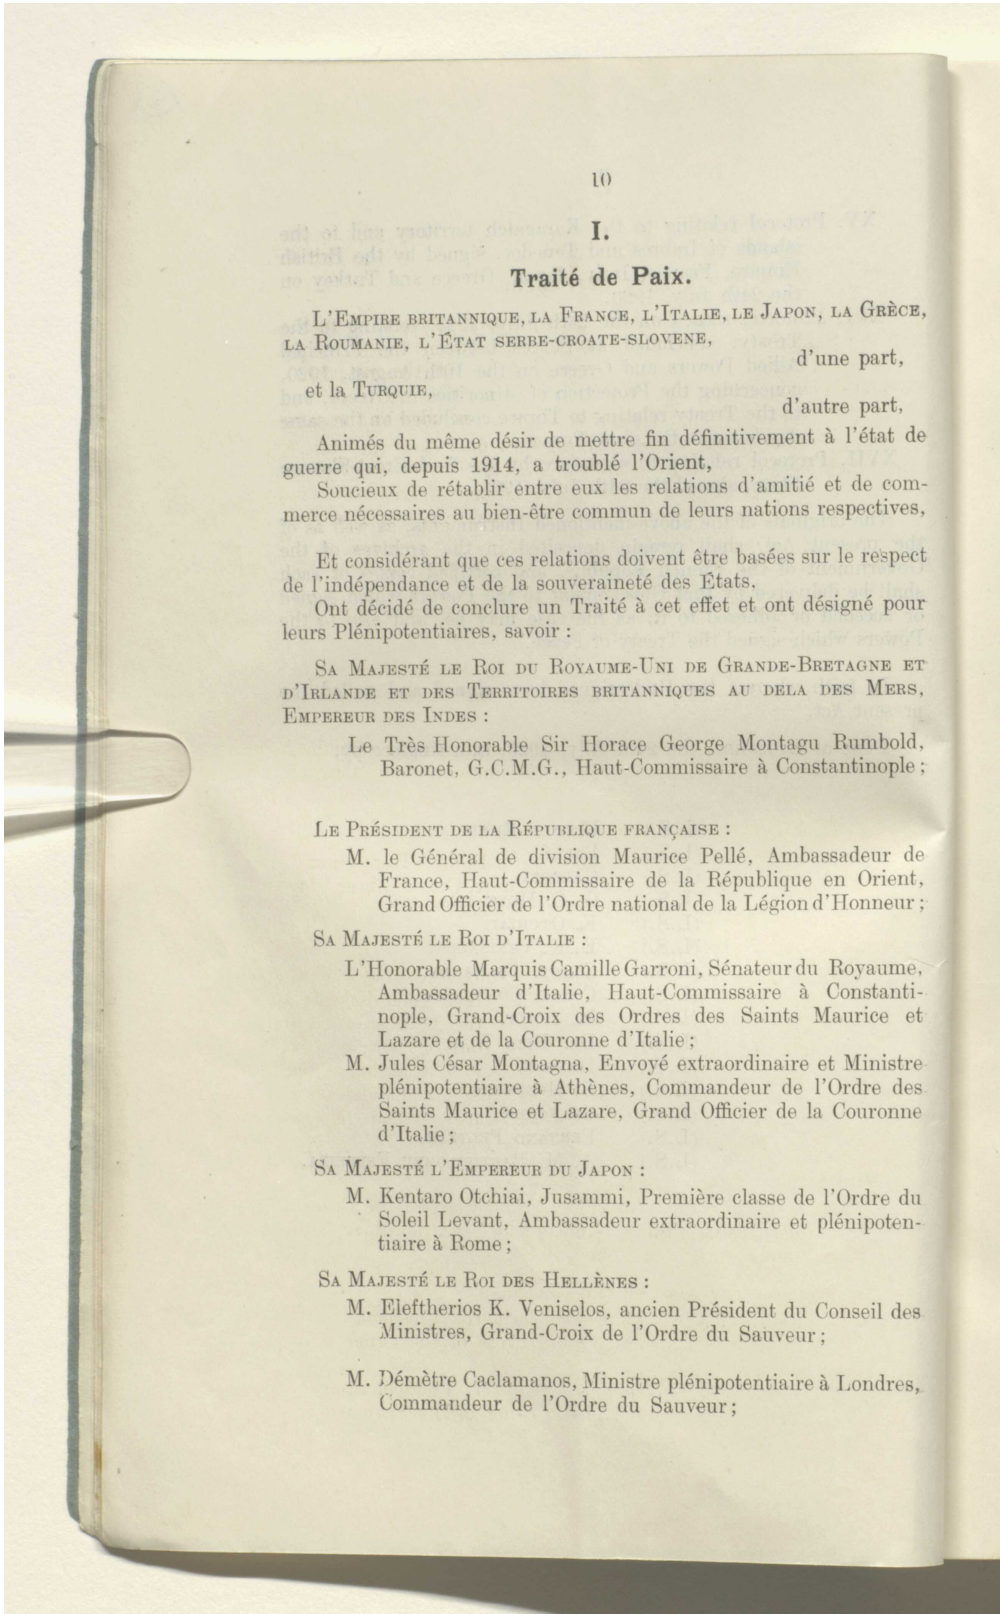 10
I.
Traité de Paix.
L'EMPIRE BRITANNIQUE, LA FRANCE, L'ITALIE, LE JAPON, LA GRÈCE,
LA ROUMANIE, L'ÉTAT SERBE-CROATE-SLOVENE,
d'une part,
et la TURQUIE,
d'autre part,
Animés du même désir de mettre fin définitivement à l'état de
guerre qui, depuis 1914, a troublé l'Orient,
Soucieux de rétablir entre eux les relations d'amitié et de com-
merce nécessaires au bien-être commun de leurs nations respectives,
Et considérant que ces relations doivent être basées sur le respect
de l'indépendance et de la souveraineté des États,
Ont décidé de conclure un Traité à cet effet et ont désigné pour
leurs Plénipotentiaires, savoir :
SA MAJESTÉ LE ROI DU ROYAUME-UNI DE GRANDE-BRETAGNE ET
D'IRLANDE ET DES TERRITOIRES BRITANNIQUES AU DELA DES MERS,
EMPEREUR DES INDES :
Le Très Honorable Sir Horace George Montagu Rumbold,
Baronet, G.C.M.G., Haut-Commissaire à Constantinople ;
LE PRÉSIDENT DE LA RÉPUBLIQUE FRANÇAISE :
M. le Général de division Maurice Pellé, Ambassadeur de
France, Haut-Commissaire de la République en Orient,
Grand Officier de l'Ordre national de la Légion d'Honneur ;
SA MAJESTÉ LE ROI D'ITALIE :
L'Honorable Marquis Camille Garroni, Sénateur du Royaume,
Ambassadeur d'Italie, Haut-Commissaire à Constanti-
nople, Grand-Croix des Ordres des Saints Maurice et
Lazare et de la Couronne d'Italie ;
M. Jules César Montagna, Envoyé extraordinaire et Ministre
plénipotentiaire à Athènes, Commandeur de l'Ordre des
Saints Maurice et Lazare, Grand Officier de la Couronne
d'Italie ;
SA MAJESTÉ L'EMPEREUR DU JAPON :
M. Kentaro Otchiai, Jusammi, Première classe de l'Ordre du
Soleil Levant, Ambassadeur extraordinaire et plénipoten-
tiaire à Rome ;
SA MAJESTÉ LE ROI DES HELLÈNES :
M. Eleftherios K. Veniselos, ancien Président du Conseil des
Ministres, Grand-Croix de l'Ordre du Sauveur ;
M. Démètre Caclamanos, Ministre plénipotentiaire à Londres,
Commandeur de l'Ordre du Sauveur ;